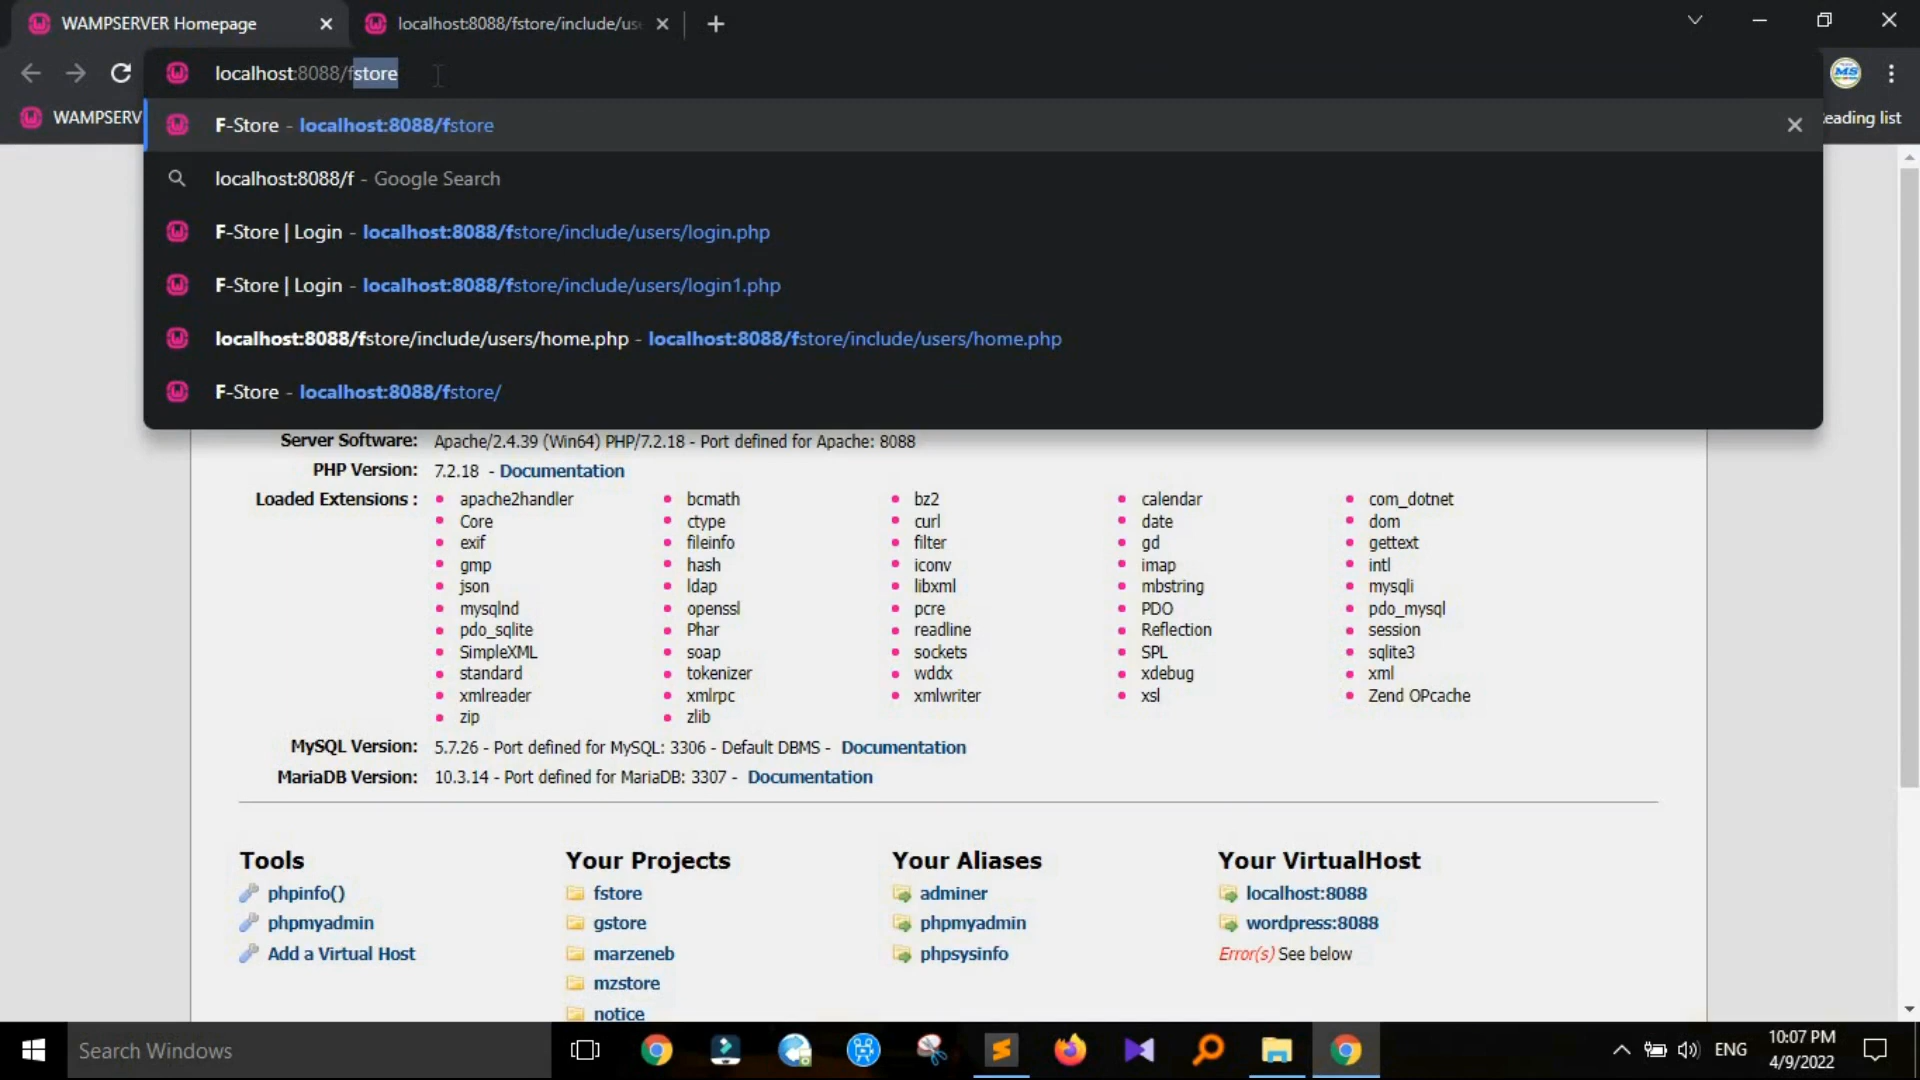 WAMPSERVER Homepage
localhost:8088/fstore/include/us
localhost:8088/fstore
WAMPSERV
eading list
F-Store - localhost:8088/fstore
localhost:8088/f - Google Search
F-Store | Login - localhost:8088/fstore/include/users/login.php
F-Store | Login - localhost:8088/fstore/include/users/login1.php
localhost:8088/fstore/include/users/home.php - localhost:8088/fstore/include/users/home.php
F-Store - localhost:8088/fstore/
Server Software: Apache/2.4.39 (Win64) PHP/7.2.18 - Port defined for Apache: 8088
PHP Version: 7.2.18 - Documentation
Loaded Extensions : apache2handler bcmath bz2 calendar com_dotnet
Core ctype curl date dom
exif fileinfo filter gd gettext
gmp hash iconv imap intl
json ldap libxml mbstring mysqli
mysqlnd openssl pcre PDO pdo_mysql
pdo_sqlite Phar readline Reflection session
SimpleXML soap sockets SPL sqlite3
standard tokenizer wddx xdebug xml
xmlreader xmlrpc xmlwriter xsl Zend OPcache
zip zlib
MySQL Version: 5.7.26 - Port defined for MySQL: 3306 - Default DBMS - Documentation
MariaDB Version: 10.3.14 - Port defined for MariaDB: 3307 - Documentation
Tools Your Projects Your Aliases Your VirtualHost
phpinfo() fstore adminer localhost:8088
phpmyadmin gstore phpmyadmin wordpress:8088
Add a Virtual Host marzeneb phpsysinfo Error(s) See below
mzstore
notice
Search Windows
ENG
10:07 PM
4/9/2022